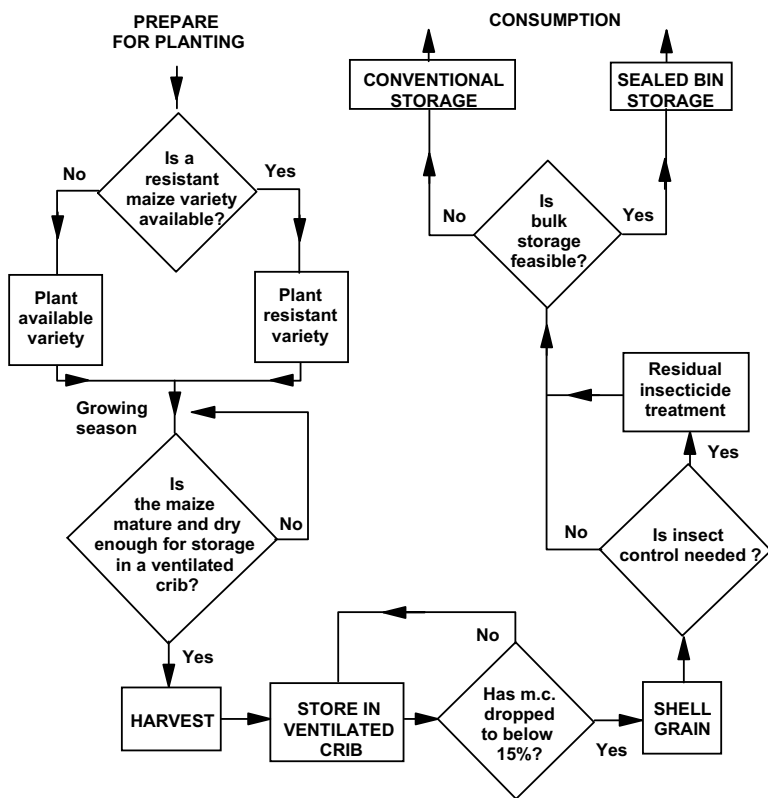 PREPARE
FOR PLANTING
No
Is a
resistant
maize variety
available?
Yes
Plant
available
variety
Plant
resistant
variety
Growing
season
Is
the maize
mature and dry
enough for storage
in a ventilated
crib?
No
Yes
HARVEST
STORE IN
VENTILATED
CRIB
No
Has m.c.
dropped
to below
15%?
Yes
SHELL
GRAIN
Is insect
control needed ?
No
Yes
Residual
insecticide
treatment
Is
bulk
storage
feasible?
No
Yes
CONVENTIONAL
STORAGE
SEALED BIN
STORAGE
CONSUMPTION